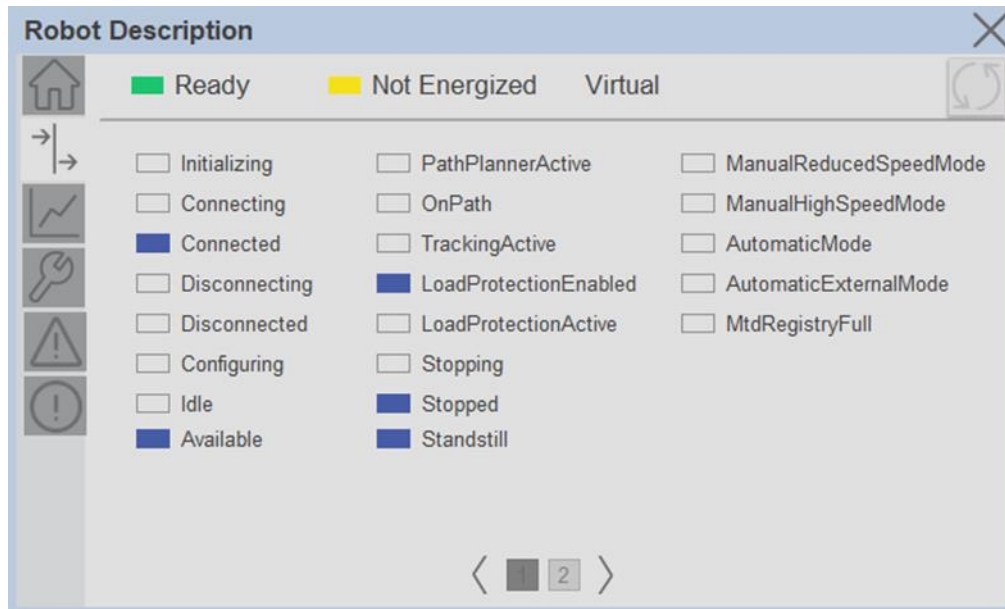 Robot Description
Ready Not Energized Virtual
Initializing
Connecting
Connected
Disconnecting
Disconnected
Configuring
Idle
Available
PathPlannerActive
OnPath
TrackingActive
LoadProtectionEnabled
LoadProtectionActive
Stopping
Stopped
Standstill
ManualReducedSpeedMode
ManualHighSpeedMode
AutomaticMode
AutomaticExternalMode
MtdRegistryFull
1 2